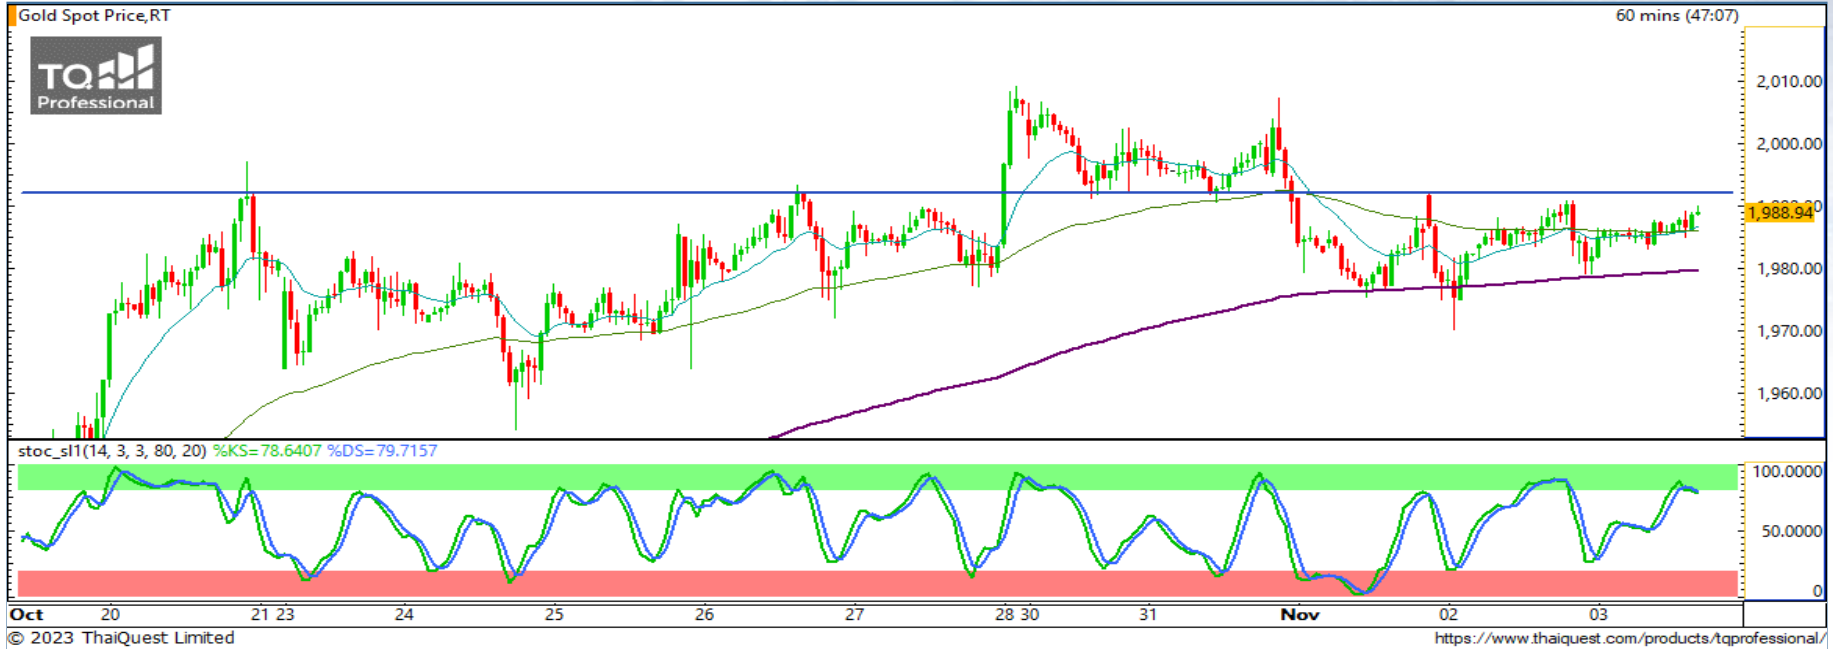 Gold Spot Price,RT
60 mins (47:07)
TQ
Professional
2,010.00
2,000.00
1,988.94
1,980.00
1,970.00
1,960.00
stoc_sl1(14, 3, 3, 80, 20) %KS=78.6407 %DS=79.7157
100.0000
50.0000
0
Oct 20 21 23 24 25 26 27 28 30 31 Nov 02 03
© 2023 ThaiQuest Limited
https://www.thaiquest.com/products/tqprofessional/